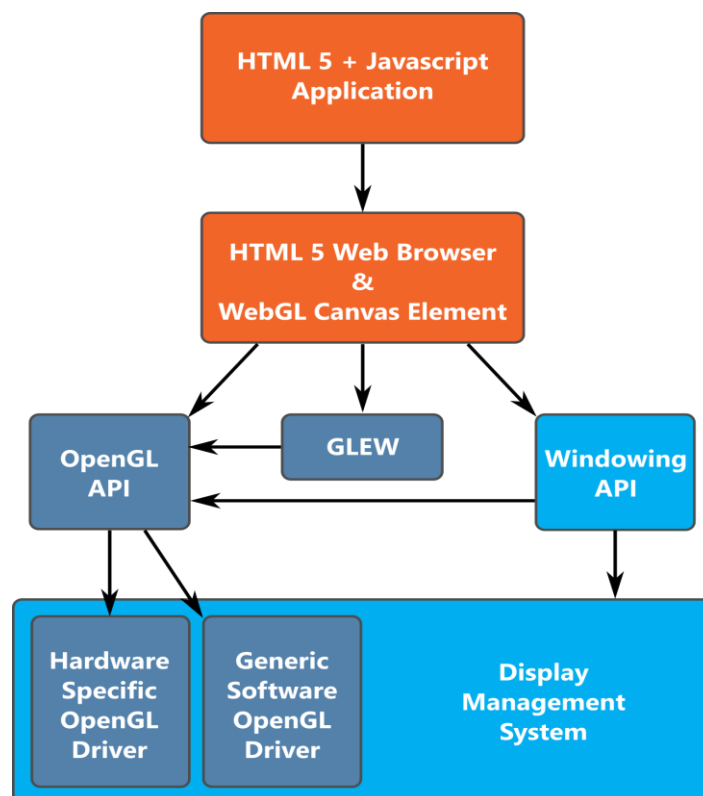 HTML 5 + Javascript
Application
HTML 5 Web Browser
&
WebGL Canvas Element
OpenGL
API
GLEW
Windowing
API
Hardware
Specific
OpenGL
Driver
Generic
Software
OpenGL
Driver
Display
Management
System